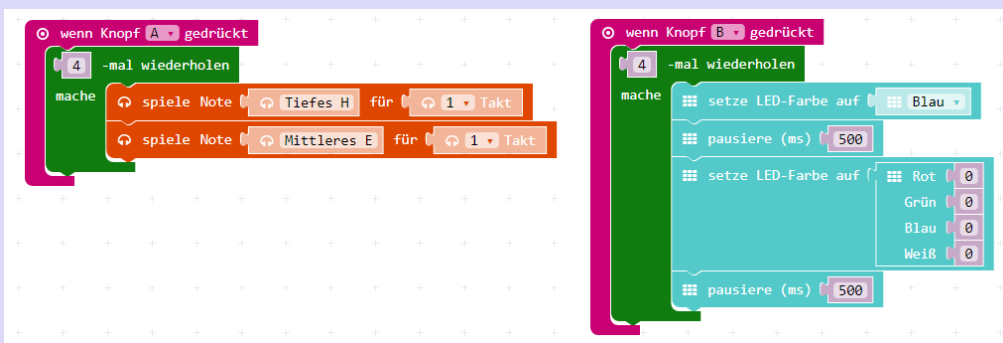 wenn Knopf A gedrückt
4 -mal wiederholen
mache
spiele Note Tiefes H für 1 Takt
spiele Note Mittleres E für 1 Takt
wenn Knopf B gedrückt
4 -mal wiederholen
mache
setze LED-Farbe auf Blau
pausiere (ms) 500
setze LED-Farbe auf Rot 0
Grün 0
Blau 0
Weiß 0
pausiere (ms) 500